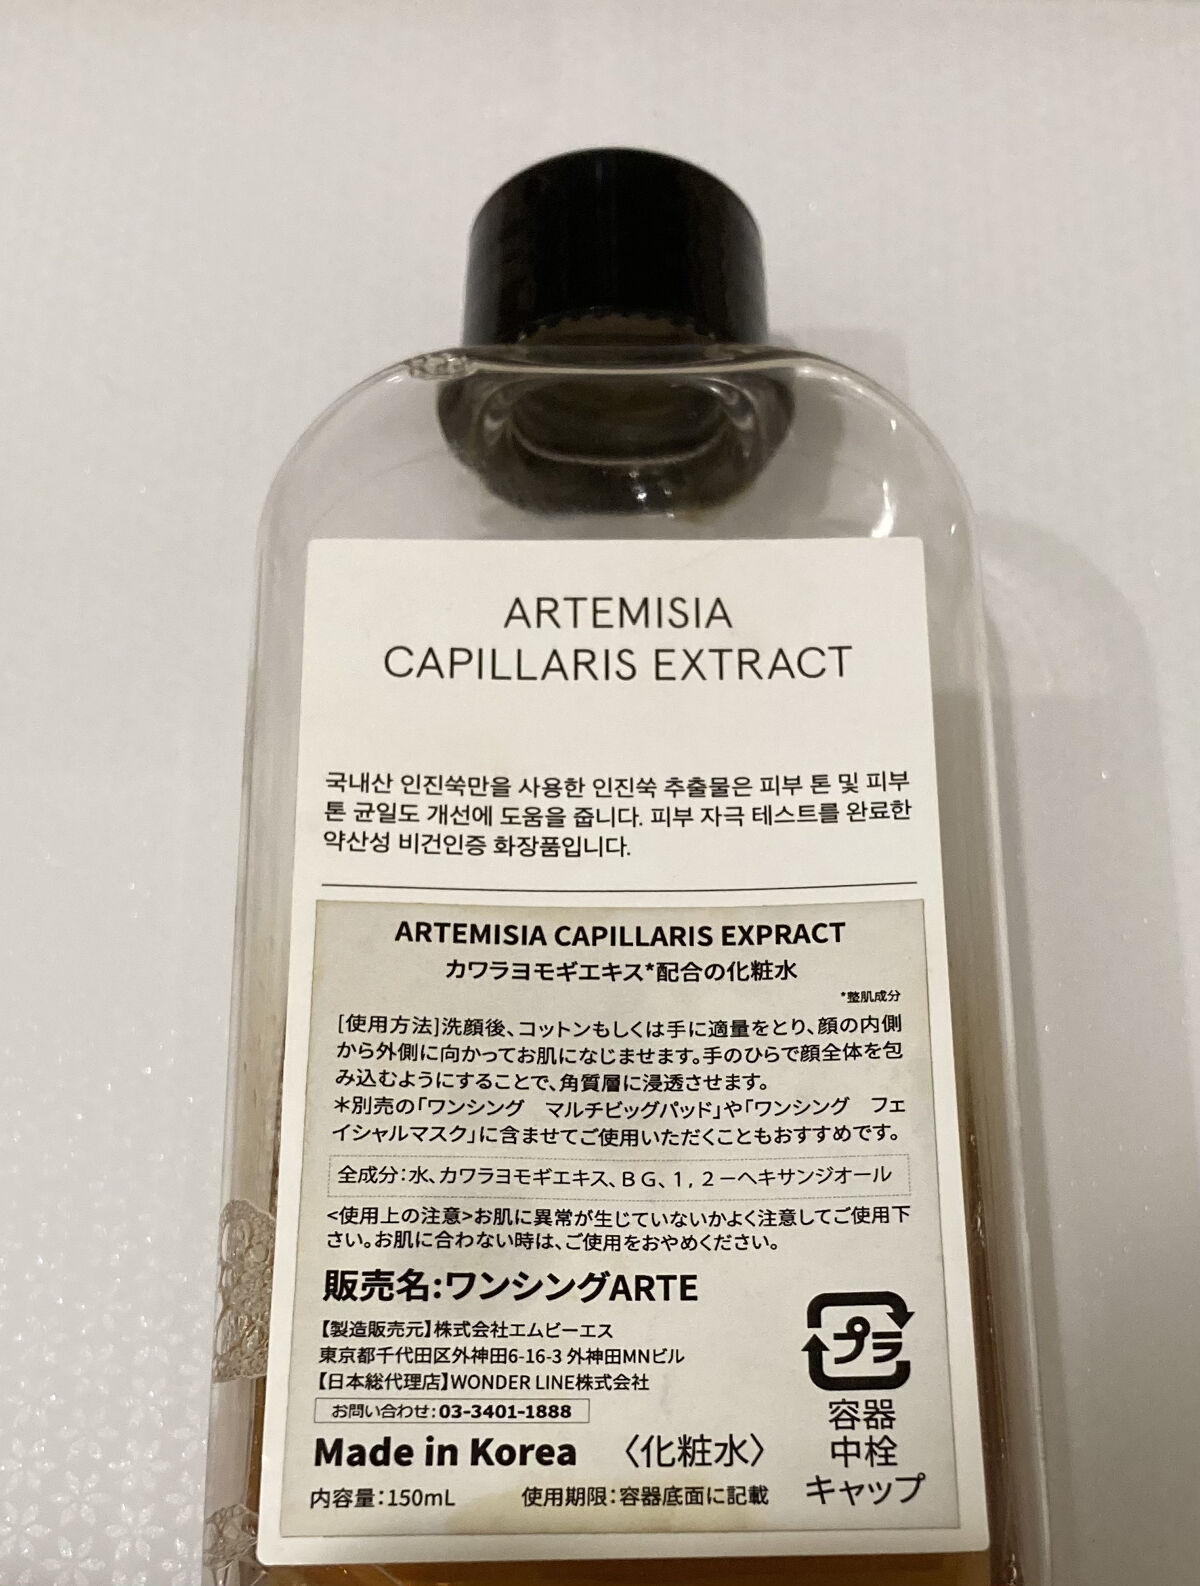 ARTEMISIA
CAPILLARIS EXTRACT
국내산 인진쑥만을 사용한 인진쑥 추출물은 피부 톤 및 피부
톤 균일도 개선에 도움을 줍니다. 피부 자극 테스트를 완료한
약산성 비건인증 화장품입니다.
ARTEMISIA CAPILLARIS EXPRACT
カワラヨモギエキス*配合の化粧水
*整肌成分
[使用方法]洗顔後、コットンもしくは手に適量をとり、顔の内側
から外側に向かってお肌になじませます。手のひらで顔全体を包
み込むようにすることで、角質層に浸透させます。
＊別売の「ワンシング　マルチビッグパッド」や「ワンシング　フェ
イシャルマスク」に含ませてご使用いただくこともおすすめです。
全成分：水、カワラヨモギエキス、ＢＧ、１，２－ヘキサンジオール
<使用上の注意>お肌に異常が生じていないかよく注意してご使用下
さい。お肌に合わない時は、ご使用をおやめください。
販売名:ワンシングARTE
【製造販売元】株式会社エムビーエス
東京都千代田区外神田6-16-3 外神田MNビル
【日本総代理店】WONDER LINE株式会社
お問い合わせ：03-3401-1888
Made in Korea 〈化粧水〉
内容量：150mL 使用期限：容器底面に記載
プラ
容器
中栓
キャップ